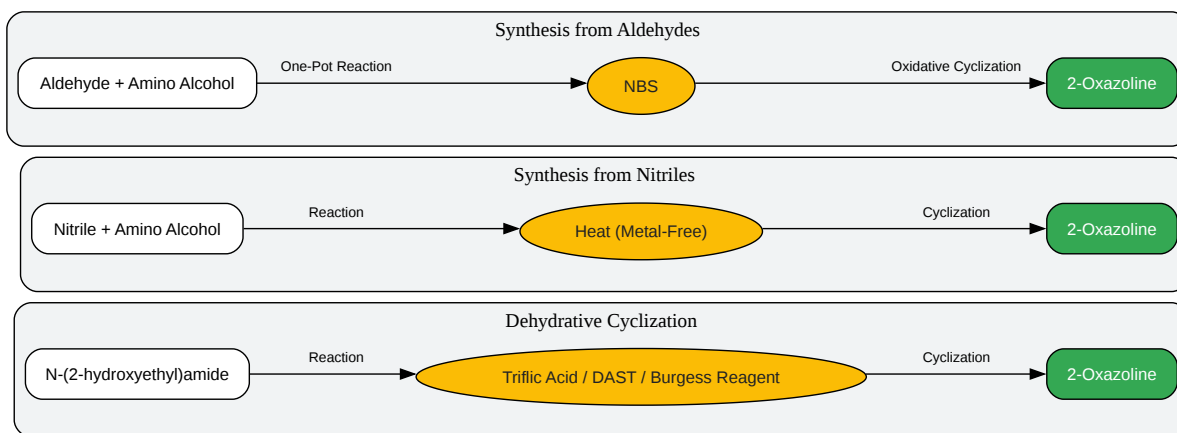 Synthesis from Aldehydes
Aldehyde + Amino Alcohol
One-Pot Reaction
NBS
Oxidative Cyclization
2-Oxazoline
Synthesis from Nitriles
Nitrile + Amino Alcohol
Reaction
Heat (Metal-Free)
Cyclization
2-Oxazoline
Dehydrative Cyclization
N-(2-hydroxyethyl)amide
Reaction
Triflic Acid / DAST / Burgess Reagent
Cyclization
2-Oxazoline